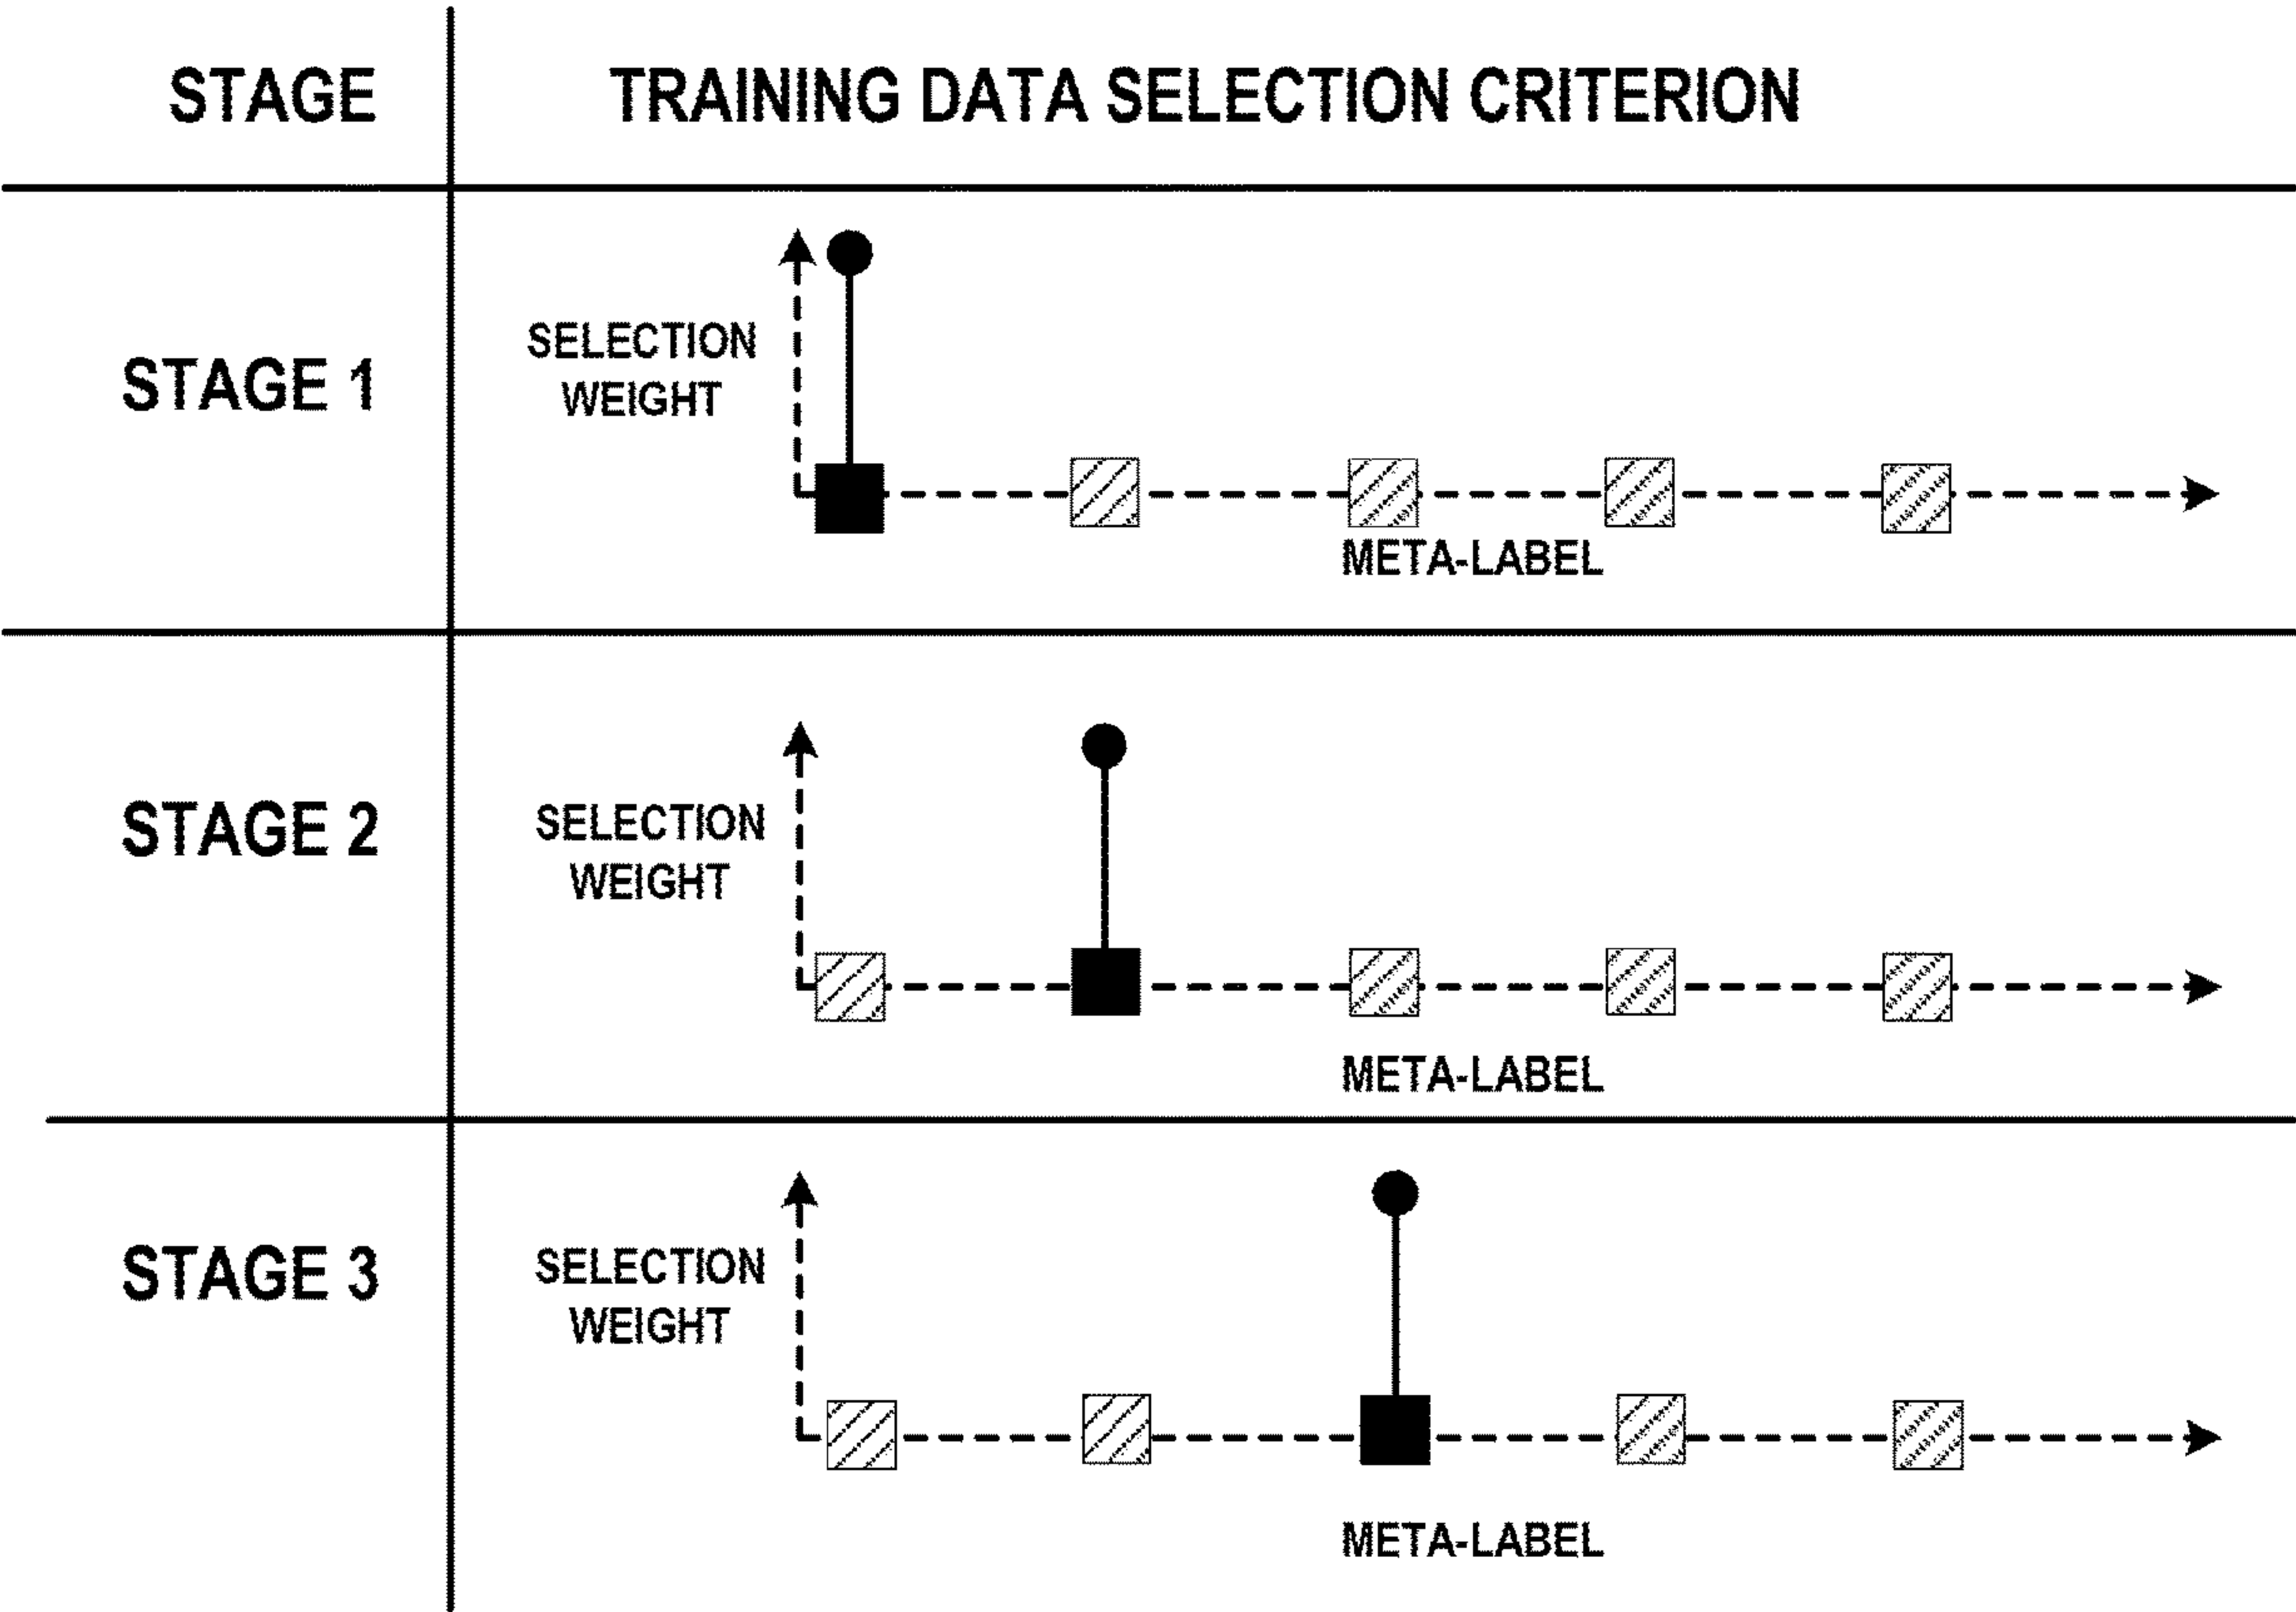 STAGE
TRAINING DATA SELECTION CRITERION
STAGE 1
SELECTION
WEIGHT
META-LABEL
STAGE 2
SELECTION
WEIGHT
META-LABEL
STAGE 3
SELECTION
WEIGHT
META-LABEL